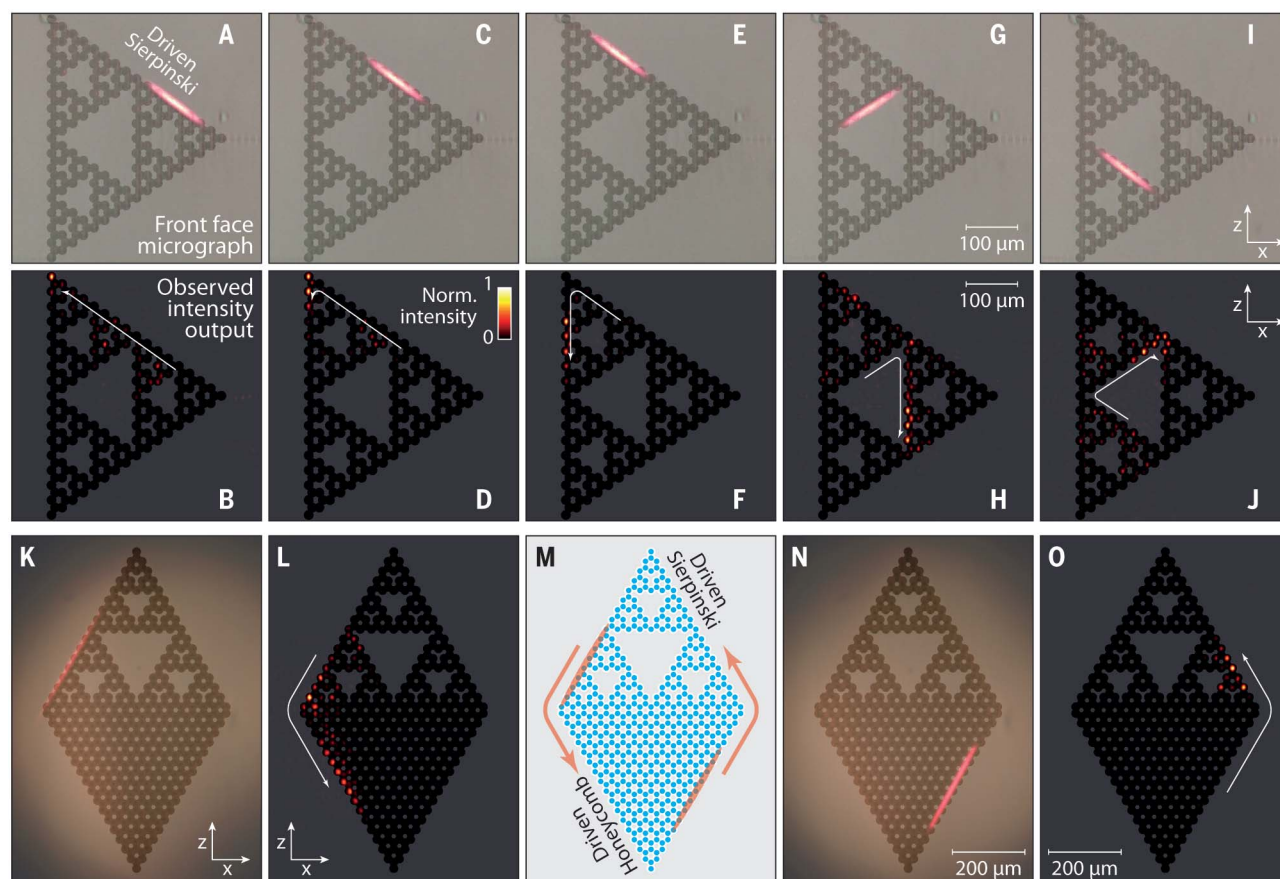 A
Driven
Sierpinski
Front face
micrograph
C
E
G
100 µm
I
z
x
Observed
intensity
output
B
1
Norm.
intensity
0
D
F
100 µm
H
z
x
J
K
z
x
L
z
x
M
Driven
Sierpinski
Driven
Honeycomb
N
200 µm
O
200 µm